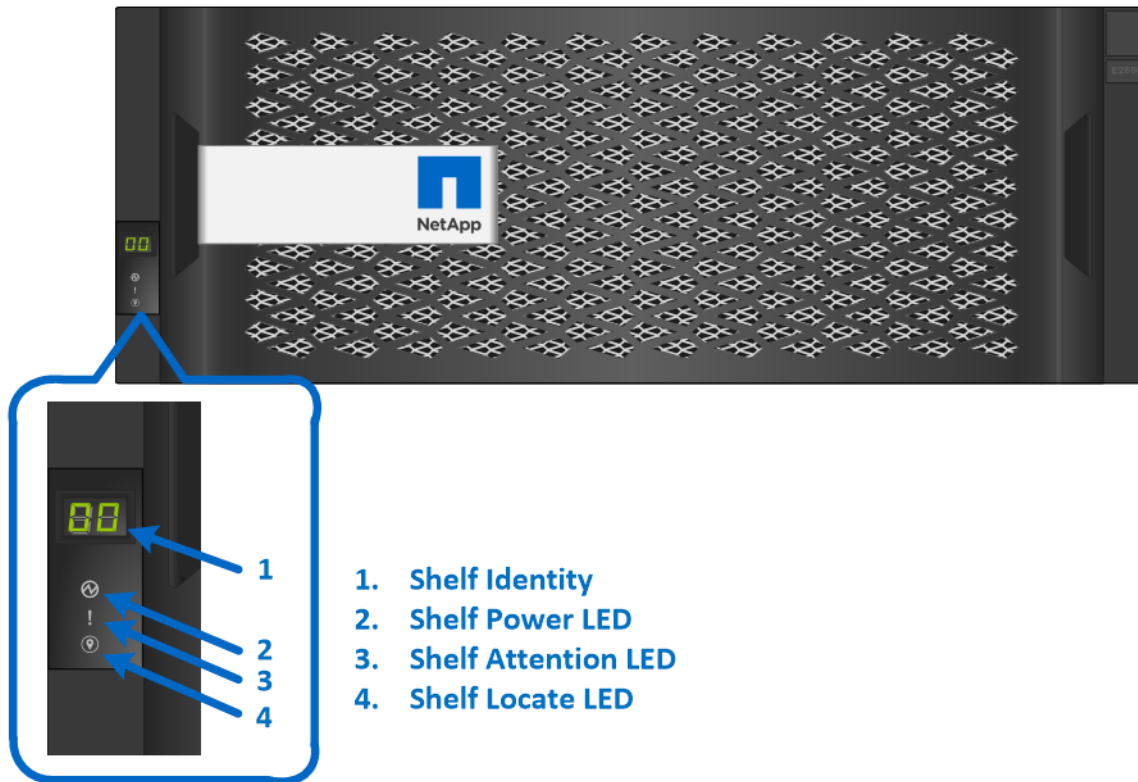 NetApp
00
00
!
!
1
2
3
4
1. Shelf Identity
2. Shelf Power LED
3. Shelf Attention LED
4. Shelf Locate LED